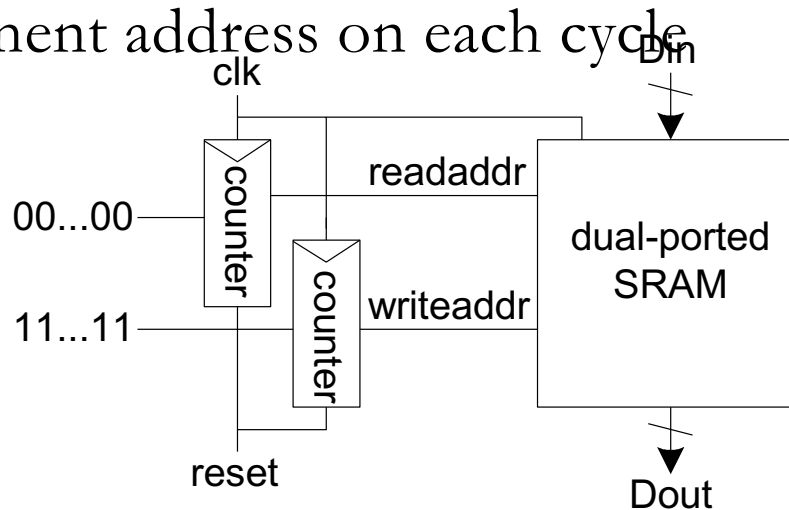 address on each cycle
Din
clk
readaddr
counter
00...00
dual-ported
SRAM
counter
writeaddr
11...11
reset
Dout